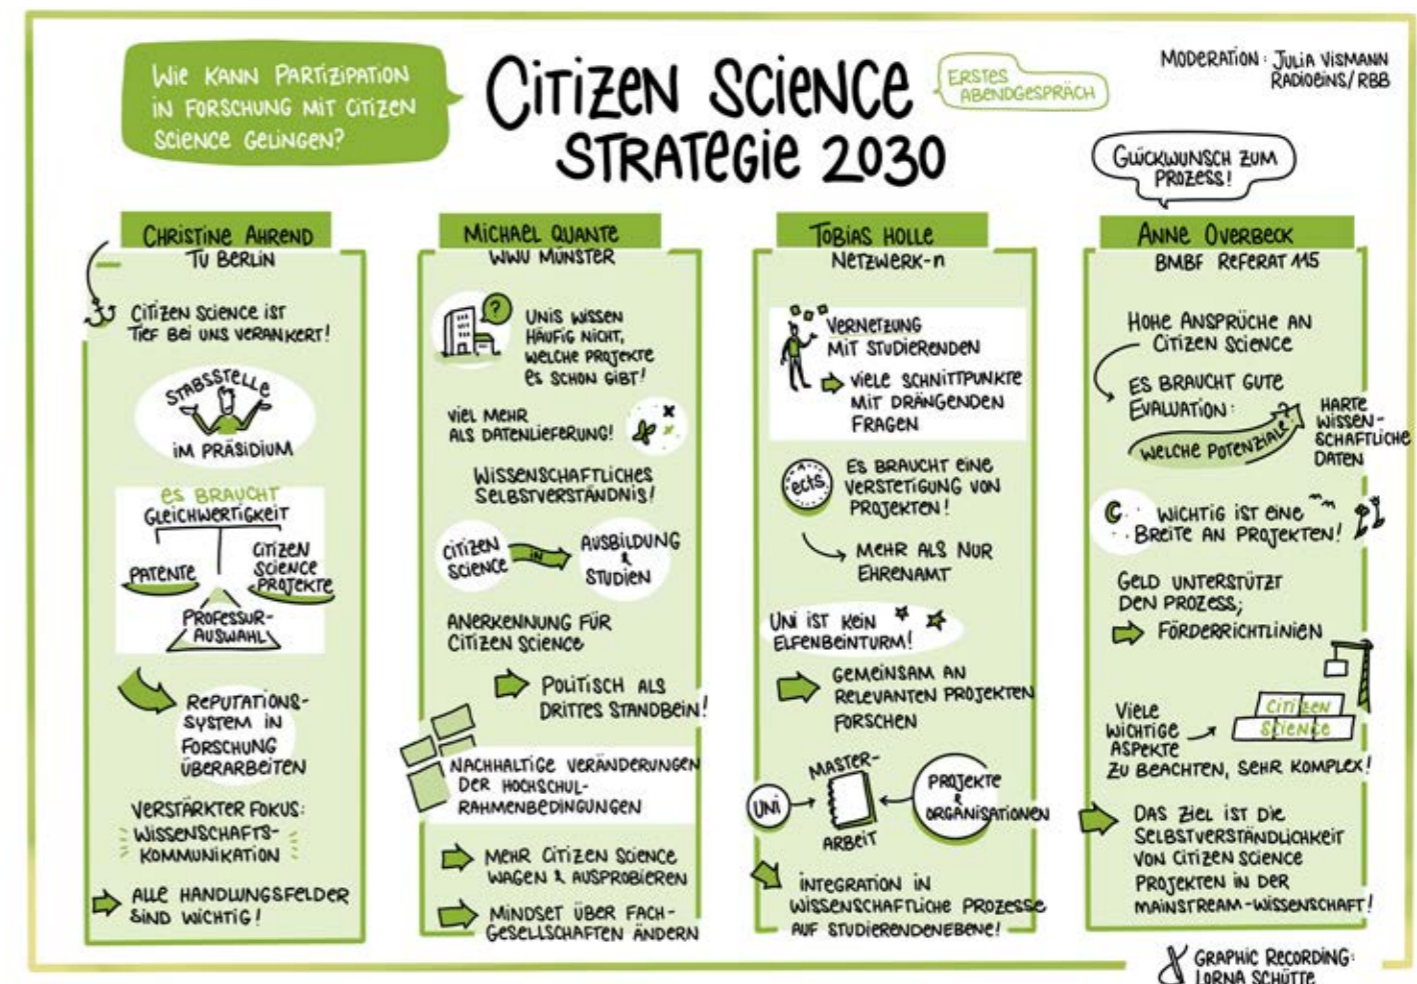 Wie kann Partizipation
in Forschung mit Citizen
Science gelingen?
Citizen Science
Strategie 2030
Erstes
Abendgespräch
Moderation: Julia Vismann
Radioeins/RBB
Glückwunsch zum
Prozess!
Christine Ahrend
TU Berlin
Citizen Science ist
tief bei uns verankert!
Stabsstelle
im Präsidium
Es braucht
Gleichwertigkeit
Patente
Citizen
Science
Projekte
Professur-
auswahl
Reputations-
system in
Forschung
überarbeiten
Verstärkter Fokus:
Wissenschafts-
kommunikation
Alle Handlungsfelder
sind wichtig!
Michael Quante
WWU Münster
?
Unis wissen
häufig nicht,
welche Projekte
es schon gibt!
Viel mehr
als Datenlieferung!
Wissenschaftliches
Selbstverständnis!
Citizen
Science
in
Ausbildung
&
Studien
Anerkennung für
Citizen Science
Politisch als
drittes Standbein!
Nachhaltige Veränderungen
der Hochschul-
rahmenbedingungen
Mehr Citizen Science
wagen & ausprobieren
Mindset über Fach-
gesellschaften ändern
Tobias Holle
Netzwerk-n
Vernetzung
mit Studierenden
Viele Schnittpunkte
mit drängenden
Fragen
ects
Es braucht eine
Verstetigung von
Projekten!
Mehr als nur
Ehrenamt
Uni ist kein
Elfenbeinturm!
Gemeinsam an
relevanten Projekten
forschen
Uni
Master-
arbeit
Projekte
&
Organisationen
Integration in
wissenschaftliche Prozesse
auf Studierendenebene!
Anne Overbeck
BMBF Referat 115
Hohe Ansprüche an
Citizen Science
Es braucht gute
Evaluation:
Welche Potenziale?
Harte
wissen-
schaftliche
Daten
Wichtig ist eine
Breite an Projekten!
Geld unterstützt
den Prozess;
Förderrichtlinien
Citizen
Science
Viele
wichtige
Aspekte
zu beachten, sehr komplex!
Das Ziel ist die
Selbstverständlichkeit
von Citizen Science
Projekten in der
Mainstream-Wissenschaft!
Graphic Recording:
Lorna Schütte